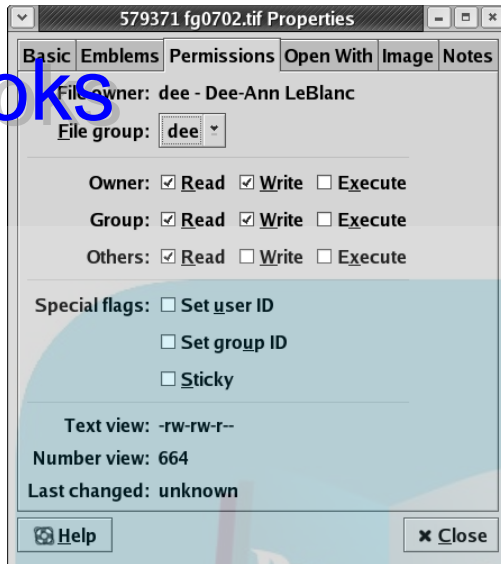 579371 fg0702.tif Properties
Basic Emblems Permissions Open With Image Notes
oks
File owner: dee - Dee-Ann LeBlanc
File group: dee
Owner: Read Write Execute
Group: Read Write Execute
Others: Read Write Execute
Special flags: Set user ID
Set group ID
Sticky
Text view: -rw-rw-r--
Number view: 664
Last changed: unknown
Help Close